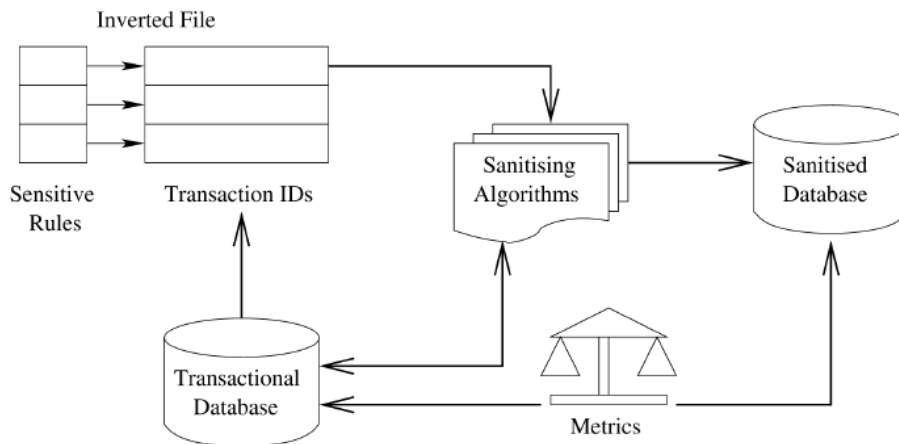 Inverted File
Sensitive
Rules
Transaction IDs
Sanitising
Algorithms
Sanitised
Database
Transactional
Database
Metrics